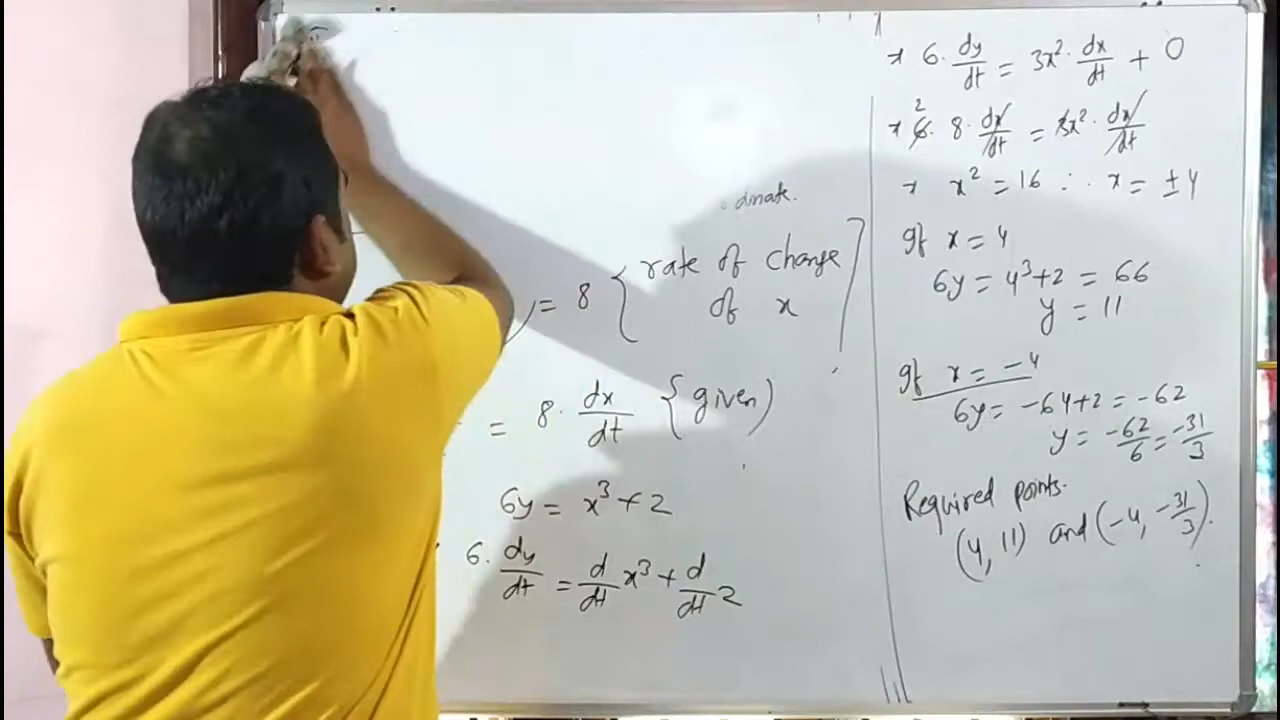 dinate.
= 8 { rate of change
of x
= 8 · dx/dt {given)
6y = x³ + 2
6. dy/dt = d/dt x³ + d/dt 2
6. dy/dt = 3x² · dx/dt + 0
2
6. 8 · dx/dt = 3x² · dx/dt
x² = 16 ∴ x = ±4
If x = 4
6y = 4³+2 = 66
y = 11
If x = -4
6y = -64+2 = -62
y = -62/6 = -31/3
Required points.
(4, 11) and (-4, -31/3).